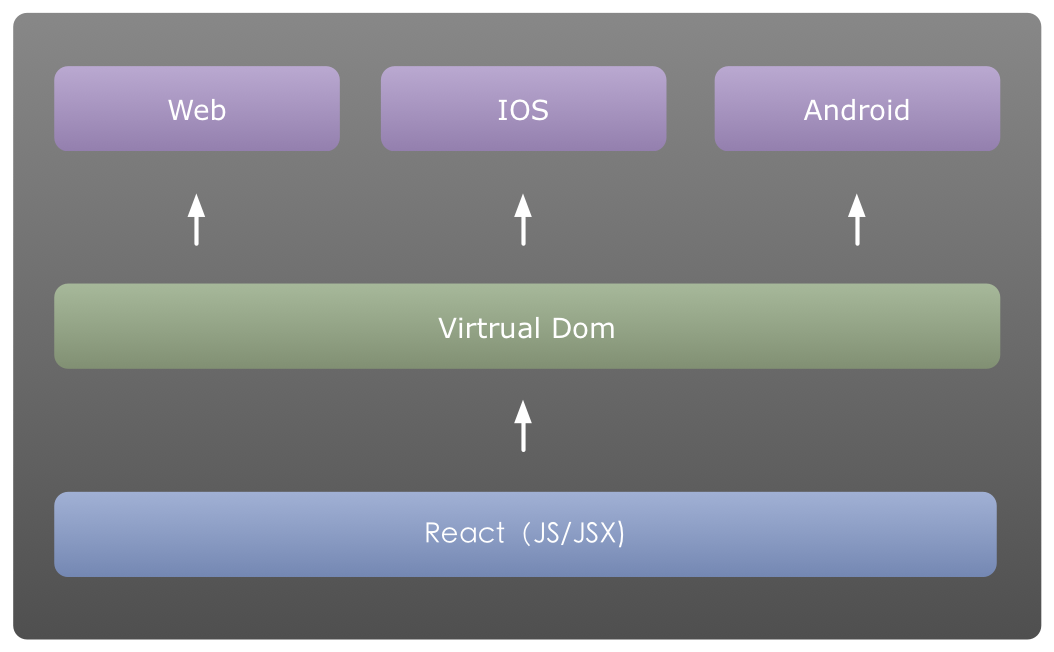 Web
IOS
Android
Virtrual Dom
React（JS/JSX)